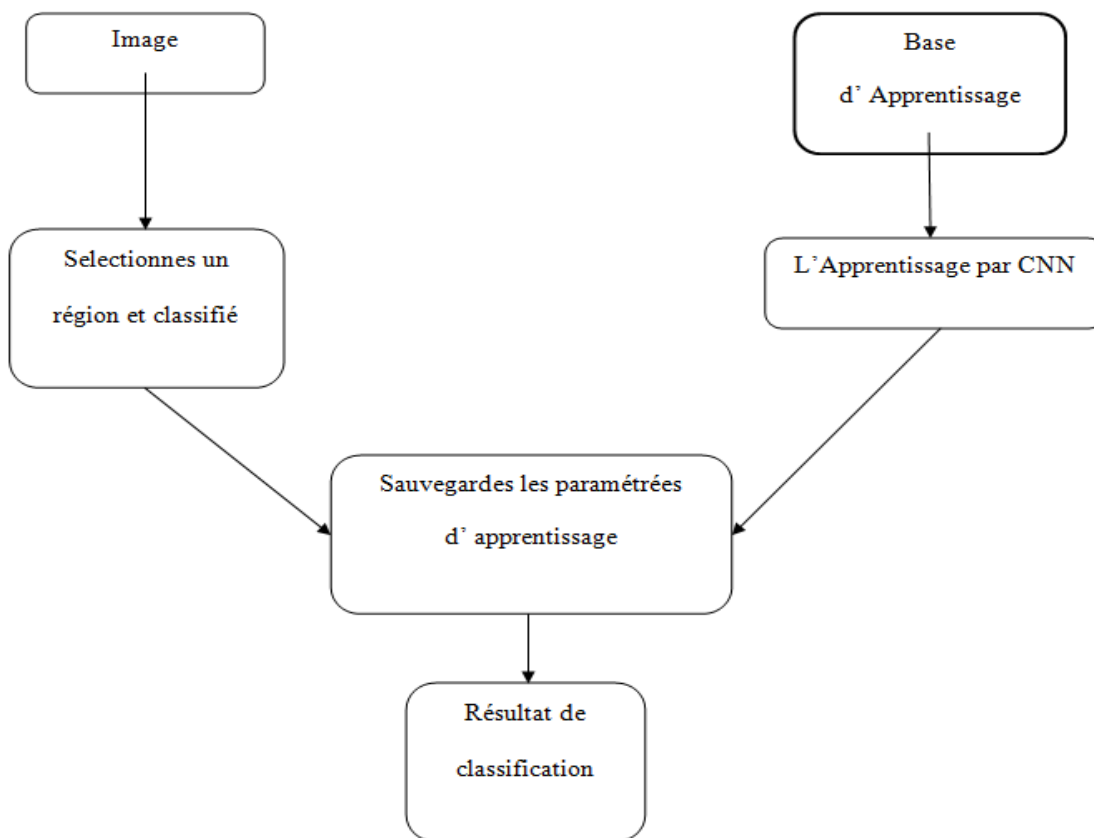 Image
Base
d’ Apprentissage
Selectionnes un
région et classifié
L’Apprentissage par CNN
Sauvegardes les paramétrées
d’ apprentissage
Résultat de
classification